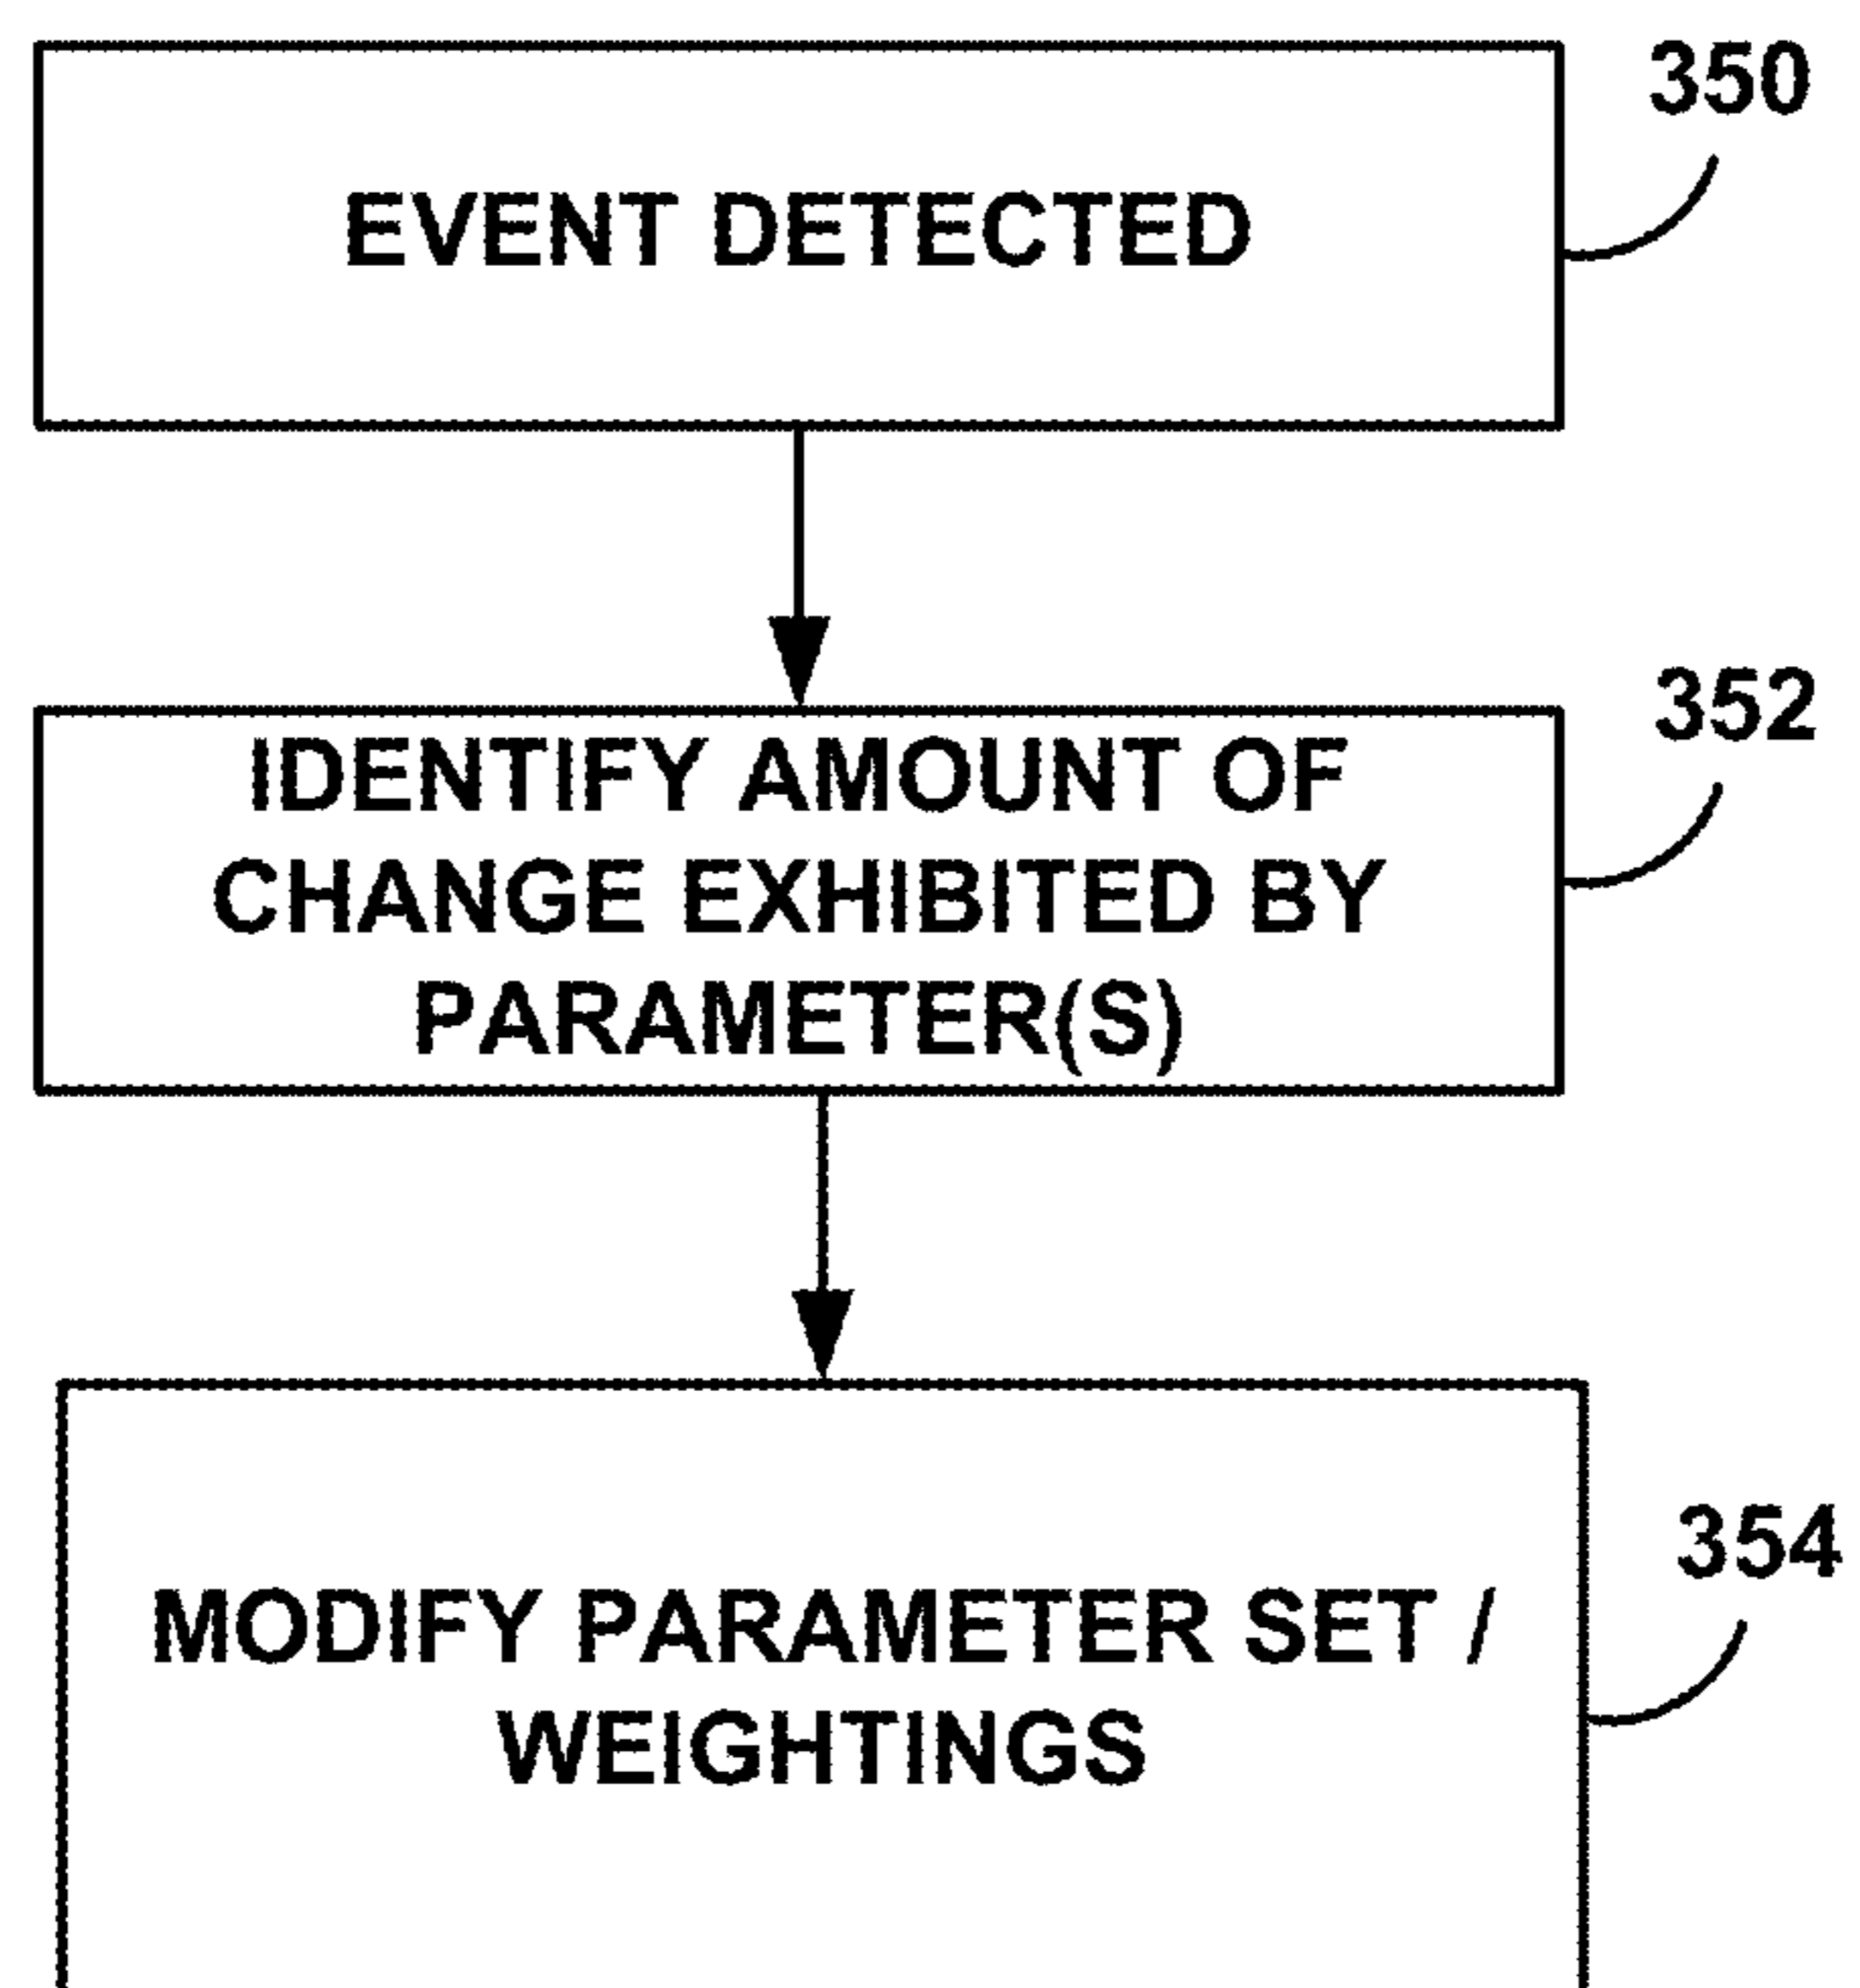 350
EVENT DETECTED
352
IDENTIFY AMOUNT OF
CHANGE EXHIBITED BY
PARAMETER(S)
354
MODIFY PARAMETER SET /
WEIGHTINGS